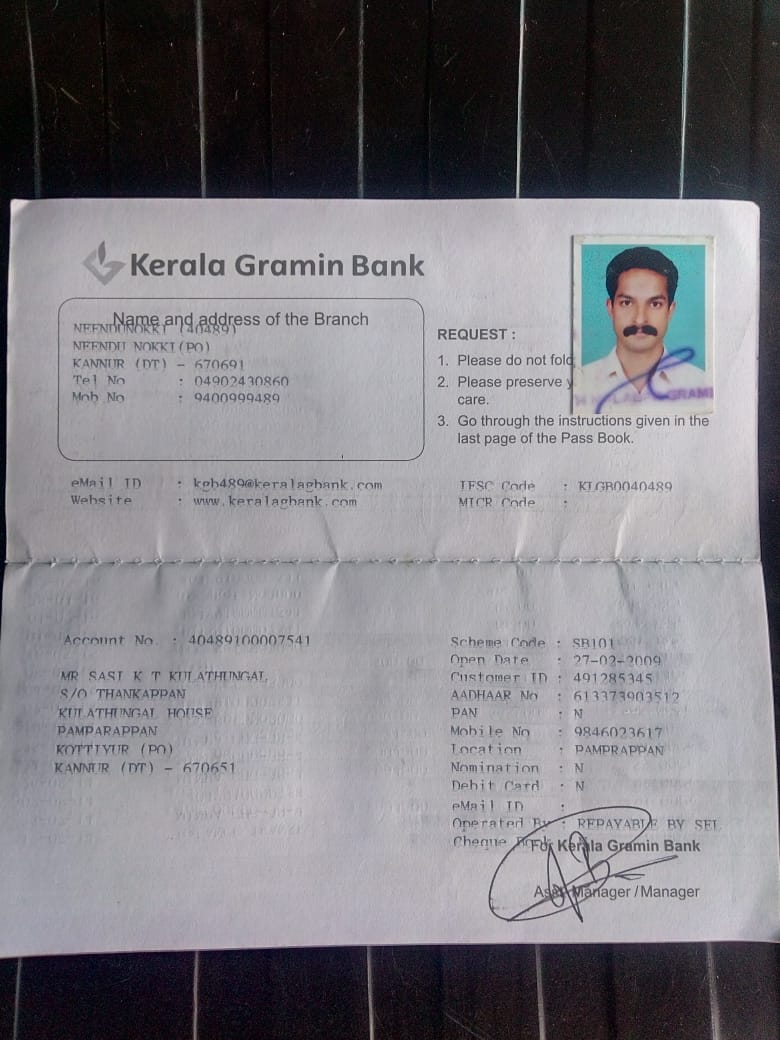 Kerala Gramin Bank
Name and address of the Branch
NEENDUNOKKI (40489)
NEENDU NOKKI(PO)
KANNUR (DT) - 670691
Tel No : 04902430860
Mob No : 9400999489
REQUEST :
1. Please do not fold
2. Please preserve y
care.
3. Go through the instructions given in the
last page of the Pass Book.
GRAMI
eMail ID : kgb489@keralagbank.com
Website : www.keralagbank.com
IFSC Code : KLGB0040489
MICR Code :
Account No. : 40489100007541
MR SASI K T KULATHUNGAL
S/O THANKAPPAN
KULATHUNGAL HOUSE
PAMPARAPPAN
KOTTIYUR (PO)
KANNUR (DT) - 670651
Scheme Code : SB101
Open Date : 27-02-2009
Customer ID : 491285345
AADHAAR No : 613373903512
PAN : N
Mobile No : 9846023617
Location : PAMPRAPPAN
Nomination : N
Debit Card : N
eMail ID :
Operated By : REPAYABLE BY SEL
Cheque
For Kerala Gramin Bank
Asst. Manager / Manager